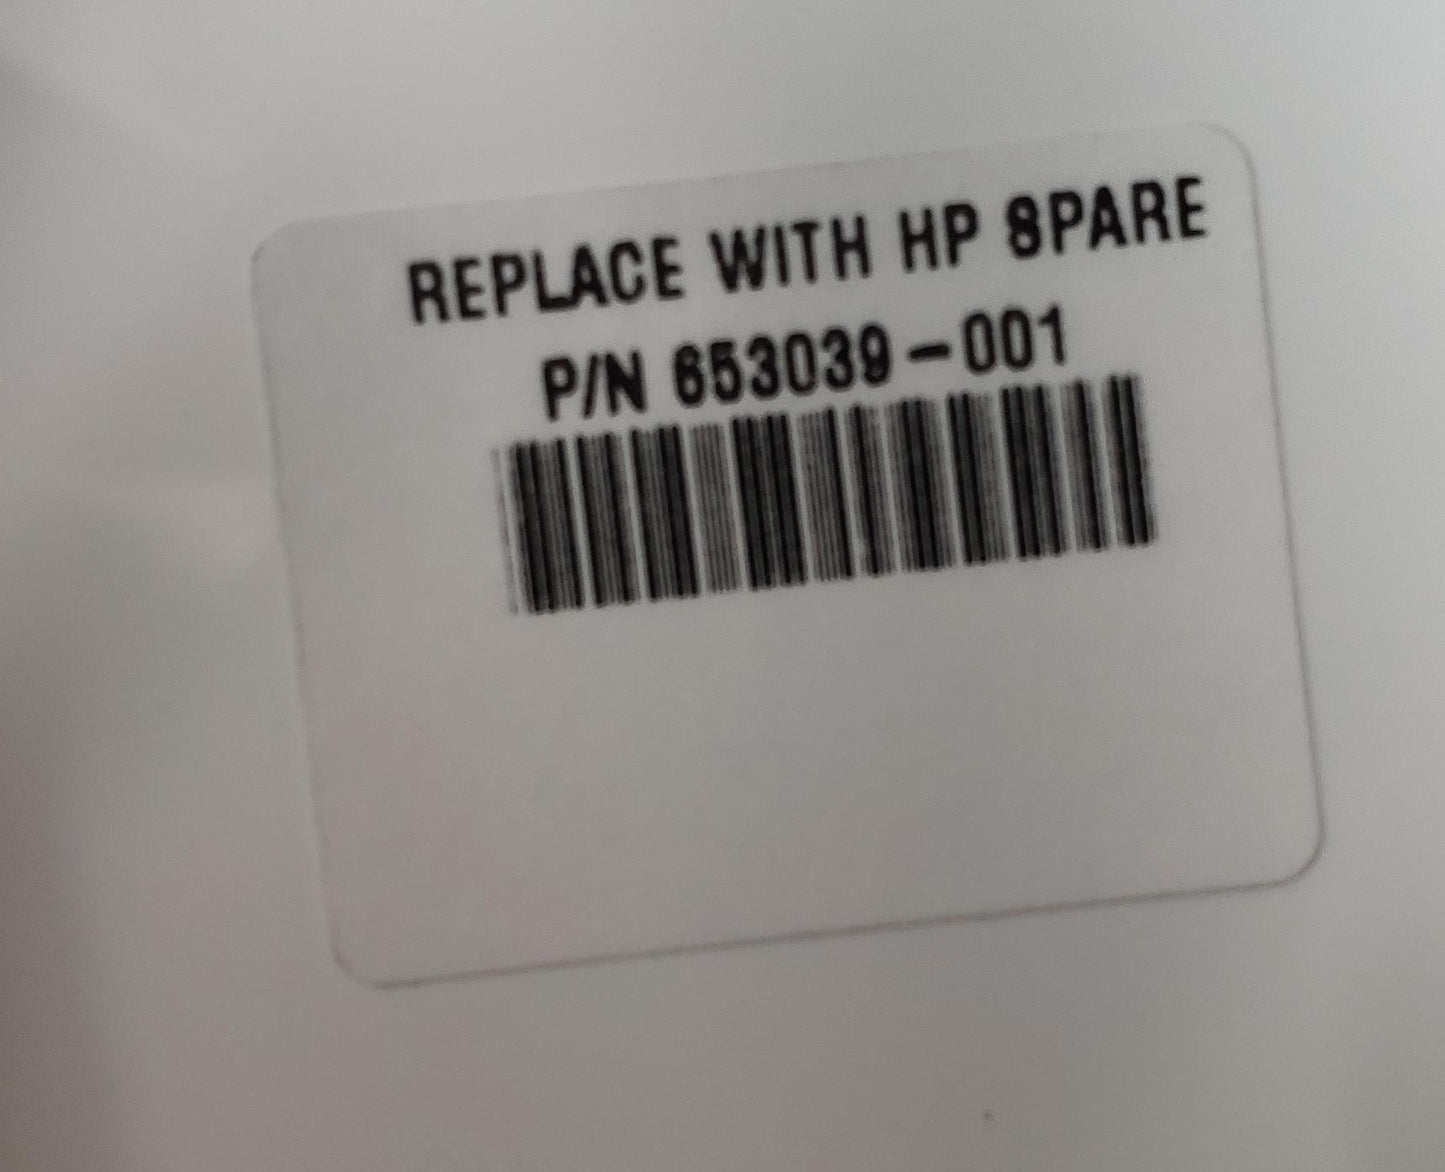 REPLACE WITH HP SPARE
P/N 653039-001